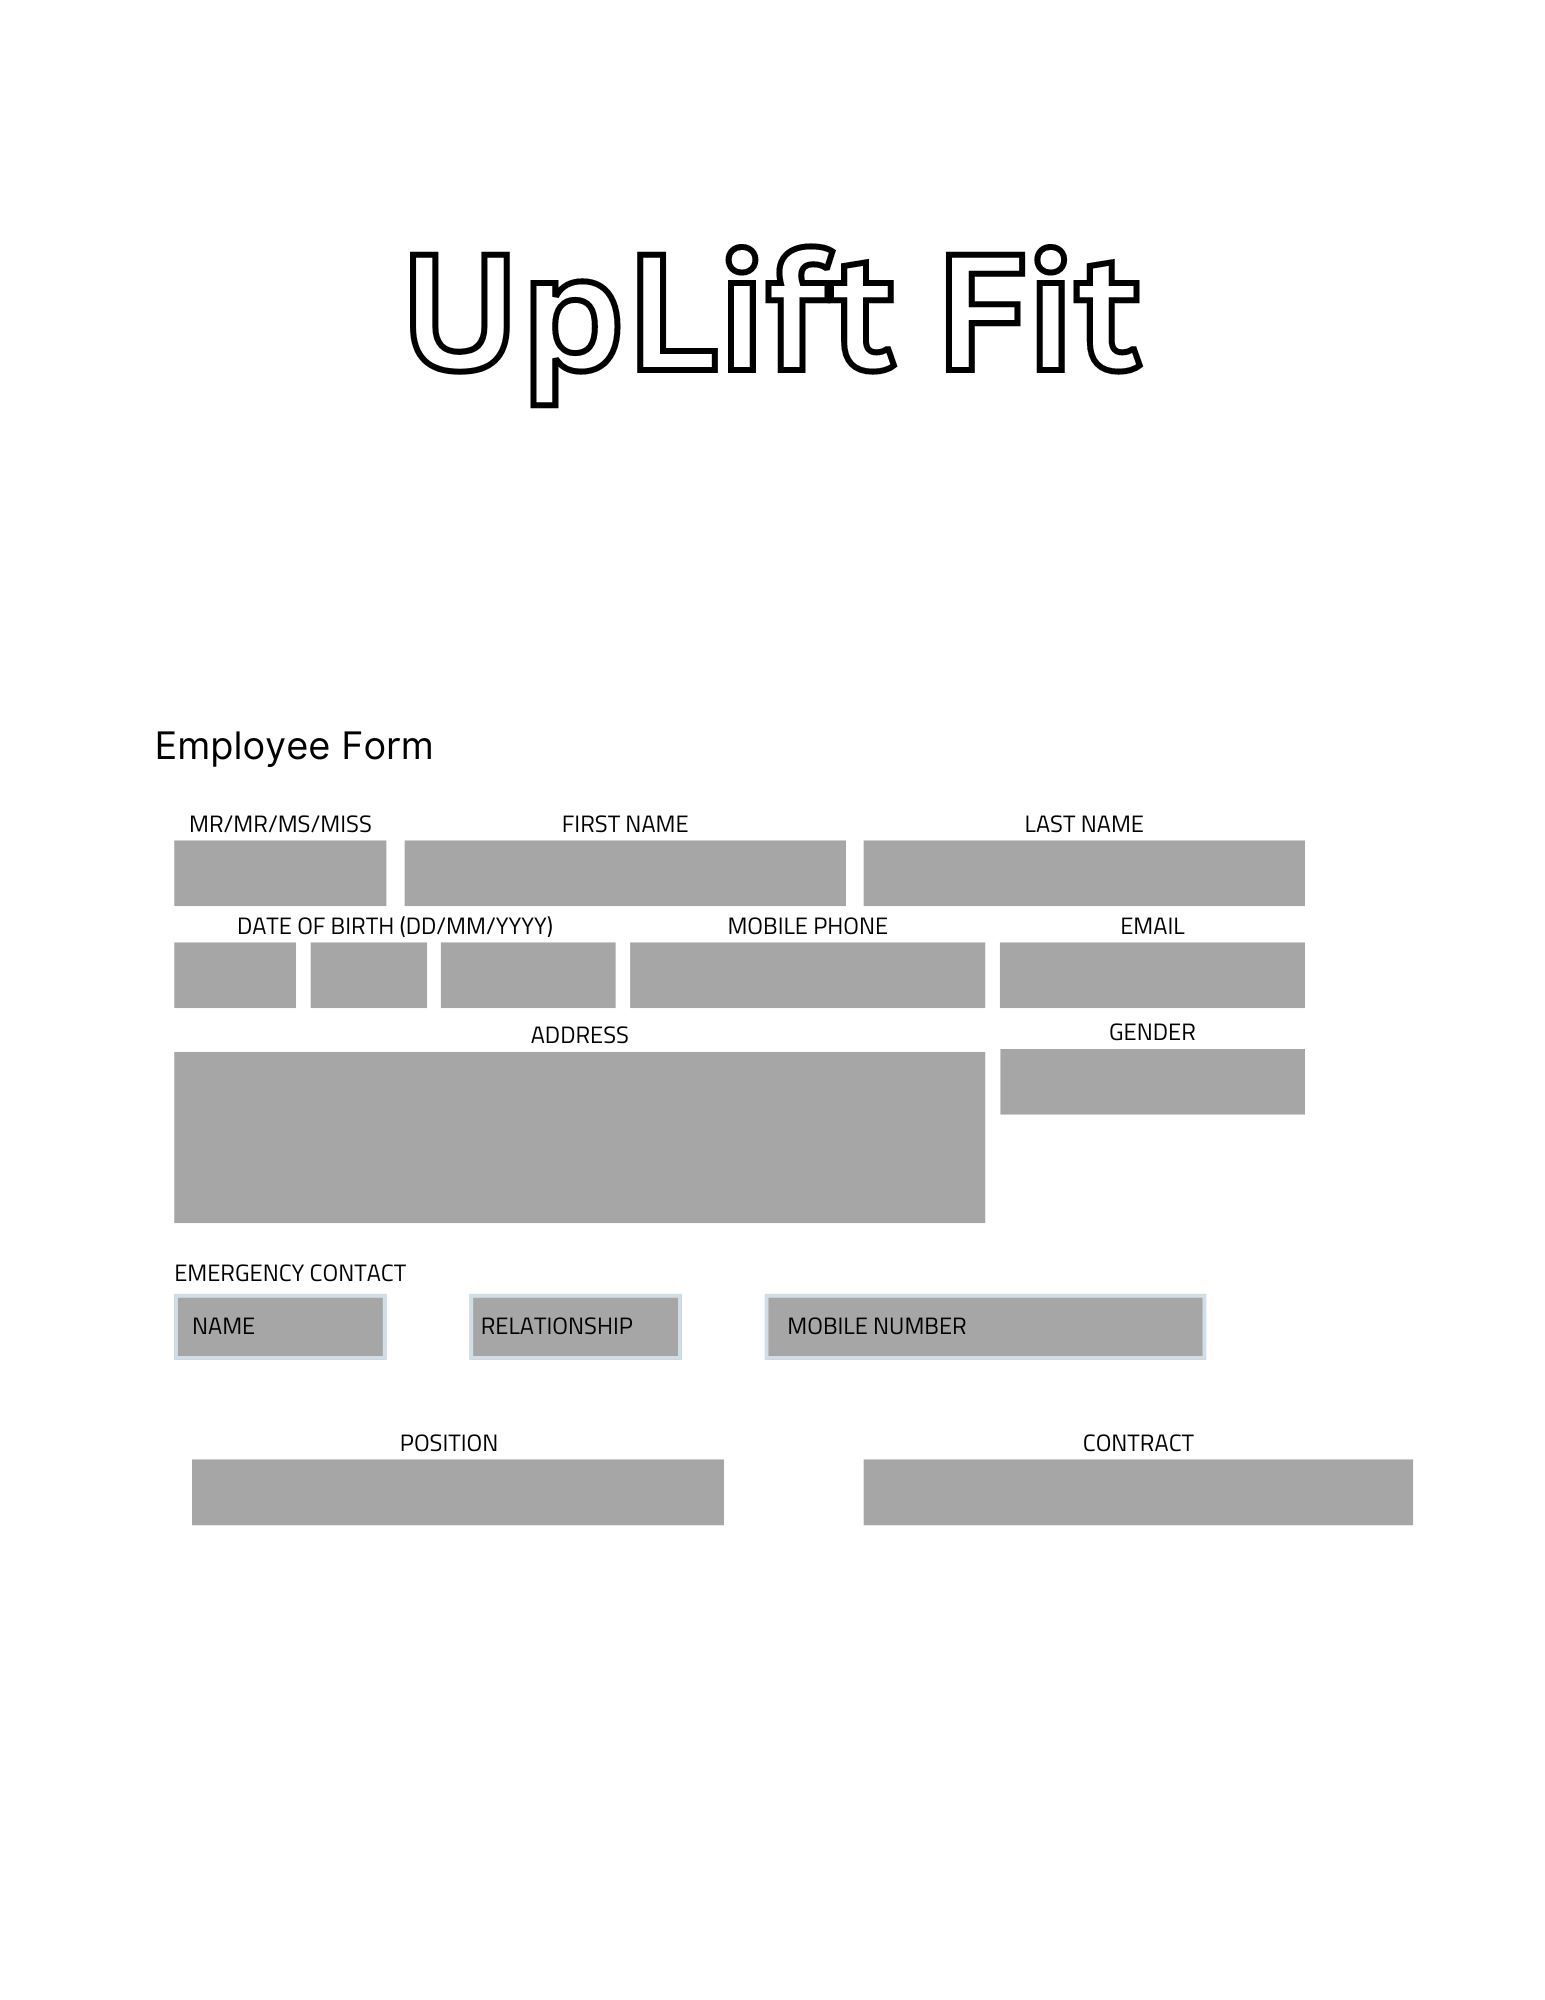 UpLift Fit
Employee Form
MR/MR/MS/MISS FIRST NAME LAST NAME
DATE OF BIRTH (DD/MM/YYYY) MOBILE PHONE EMAIL
ADDRESS GENDER
EMERGENCY CONTACT
NAME RELATIONSHIP MOBILE NUMBER
POSITION CONTRACT